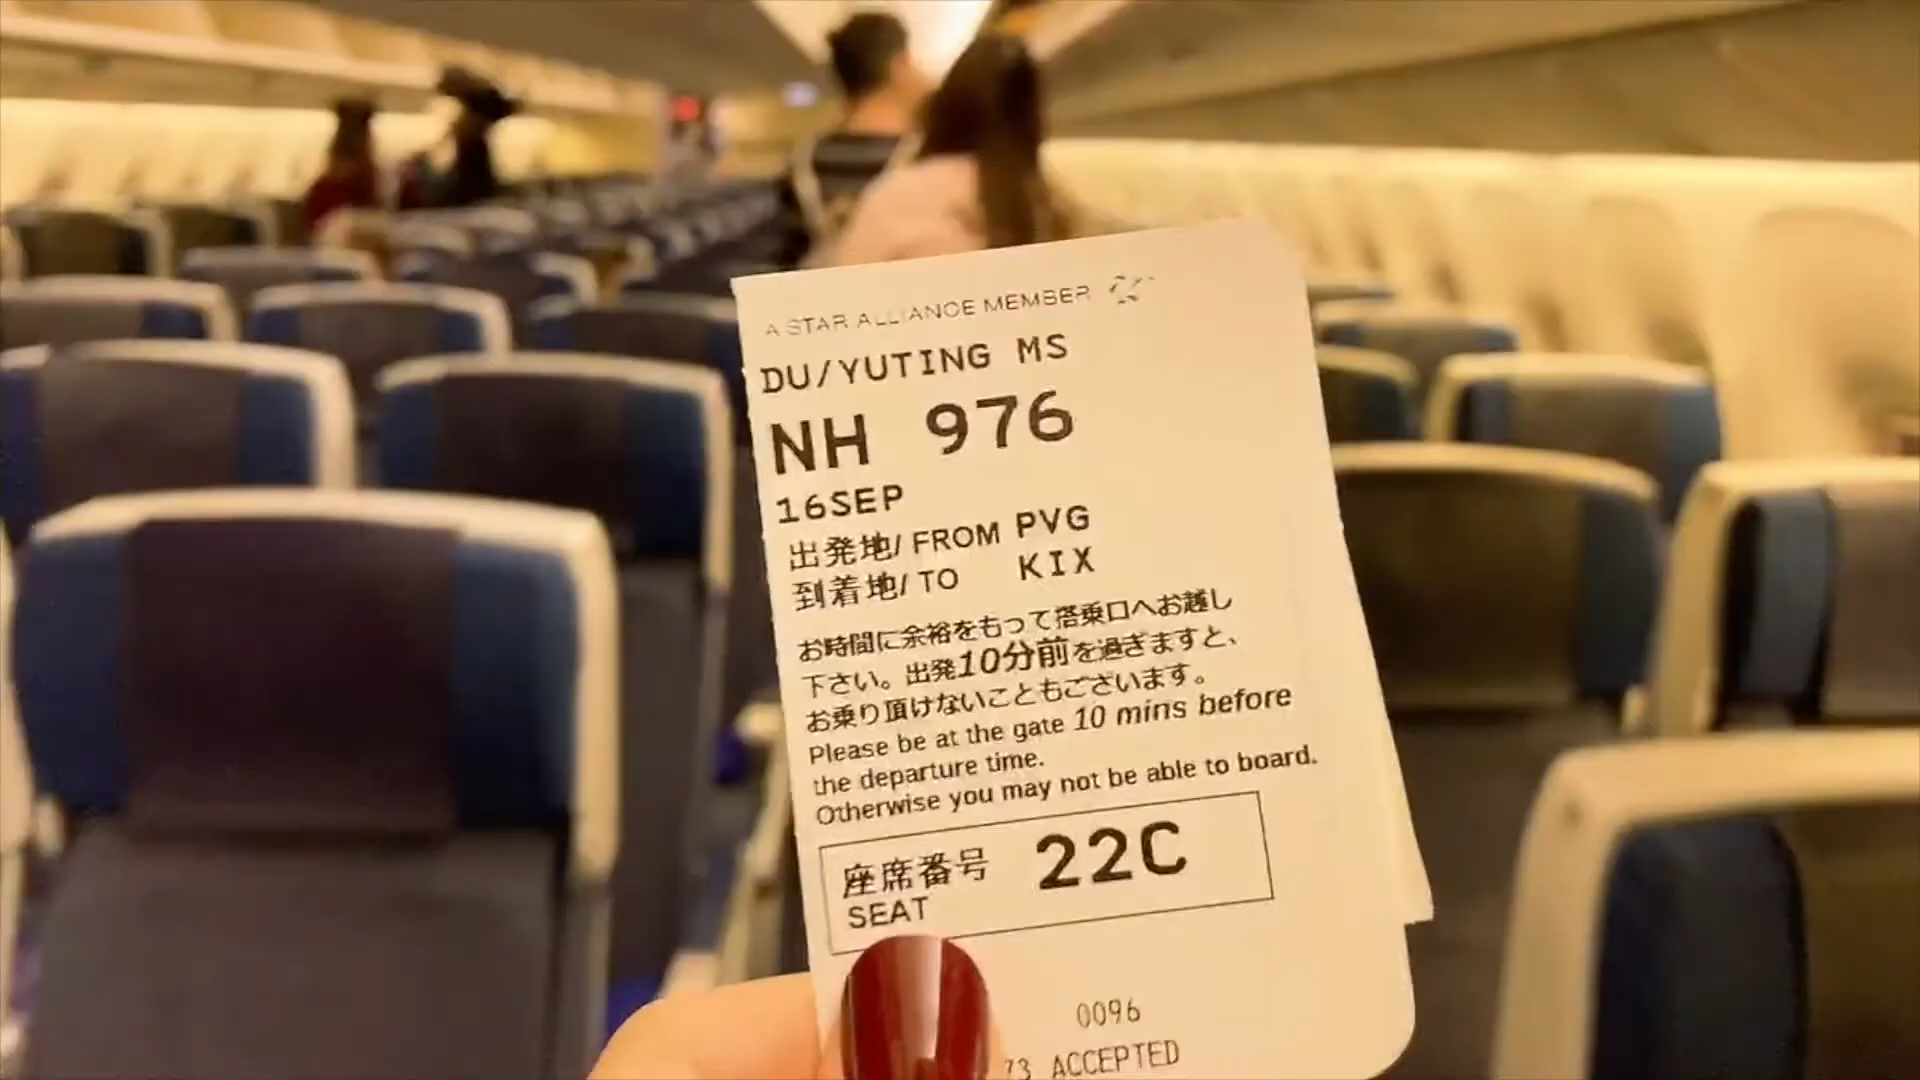 A STAR ALLIANCE MEMBER
DU/YUTING MS
NH 976
16SEP
出発地/ FROM PVG
到着地/ TO KIX
お時間に余裕をもって搭乗口へお越し
下さい。出発10分前を過ぎますと、
お乗り頂けないこともございます。
Please be at the gate 10 mins before
the departure time.
Otherwise you may not be able to board.
座席番号 22C
SEAT
0096
73 ACCEPTED